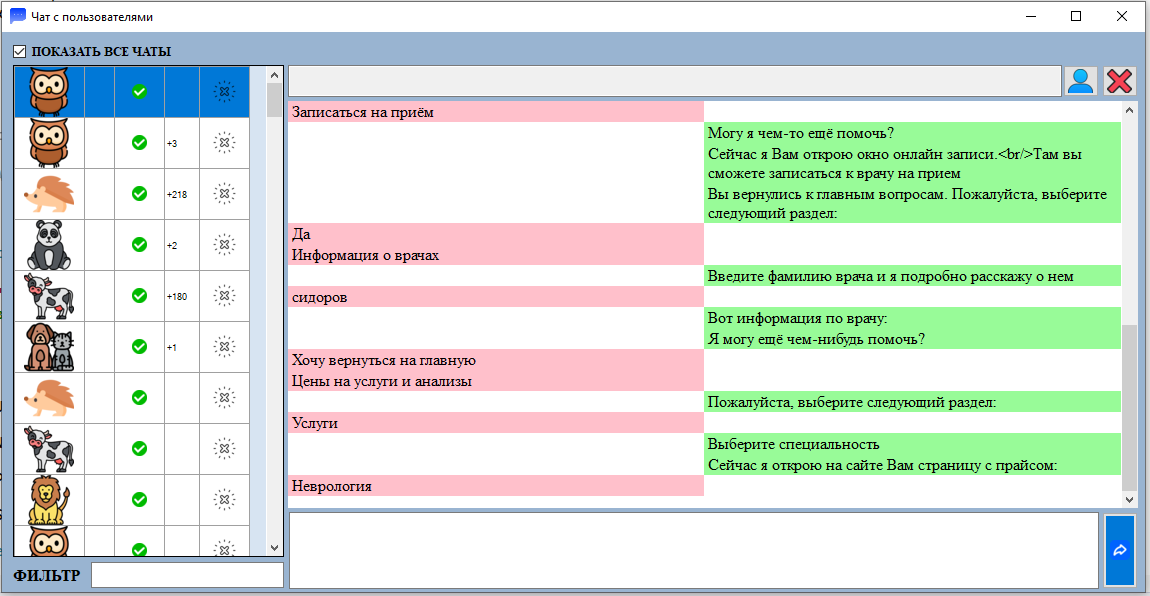 Чат с пользователями
ПОКАЗАТЬ ВСЕ ЧАТЫ
+3
+218
+2
+180
+1
ФИЛЬТР
Записаться на приём
Могу я чем-то ещё помочь?
Сейчас я Вам открою окно онлайн записи.<br/>Там вы
сможете записаться к врачу на прием
Вы вернулись к главным вопросам. Пожалуйста, выберите
следующий раздел:
Да
Информация о врачах
Введите фамилию врача и я подробно расскажу о нем
сидоров
Вот информация по врачу:
Я могу ещё чем-нибудь помочь?
Хочу вернуться на главную
Цены на услуги и анализы
Пожалуйста, выберите следующий раздел:
Услуги
Выберите специальность
Сейчас я открою на сайте Вам страницу с прайсом:
Неврология